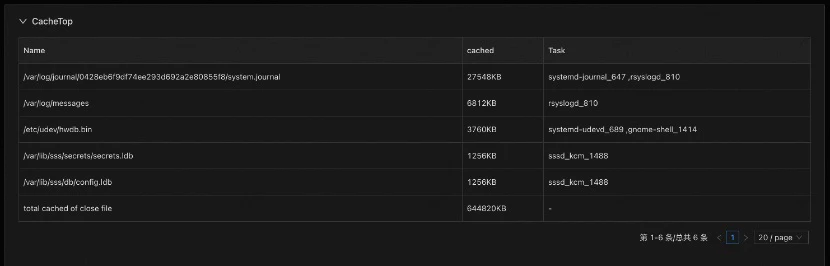 CacheTop
Name cached Task
/var/log/journal/0428eb6f9df74ee293d692a2e80855f8/system.journal 27548KB systemd-journal_647 ,rsyslogd_810
/var/log/messages 6812KB rsyslogd_810
/etc/udev/hwdb.bin 3760KB systemd-udevd_689 ,gnome-shell_1414
/var/lib/sss/secrets/secrets.ldb 1256KB sssd_kcm_1488
/var/lib/sss/db/config.ldb 1256KB sssd_kcm_1488
total cached of close file 644820KB -
第 1-6 条/总共 6 条 < 1 > 20 / page